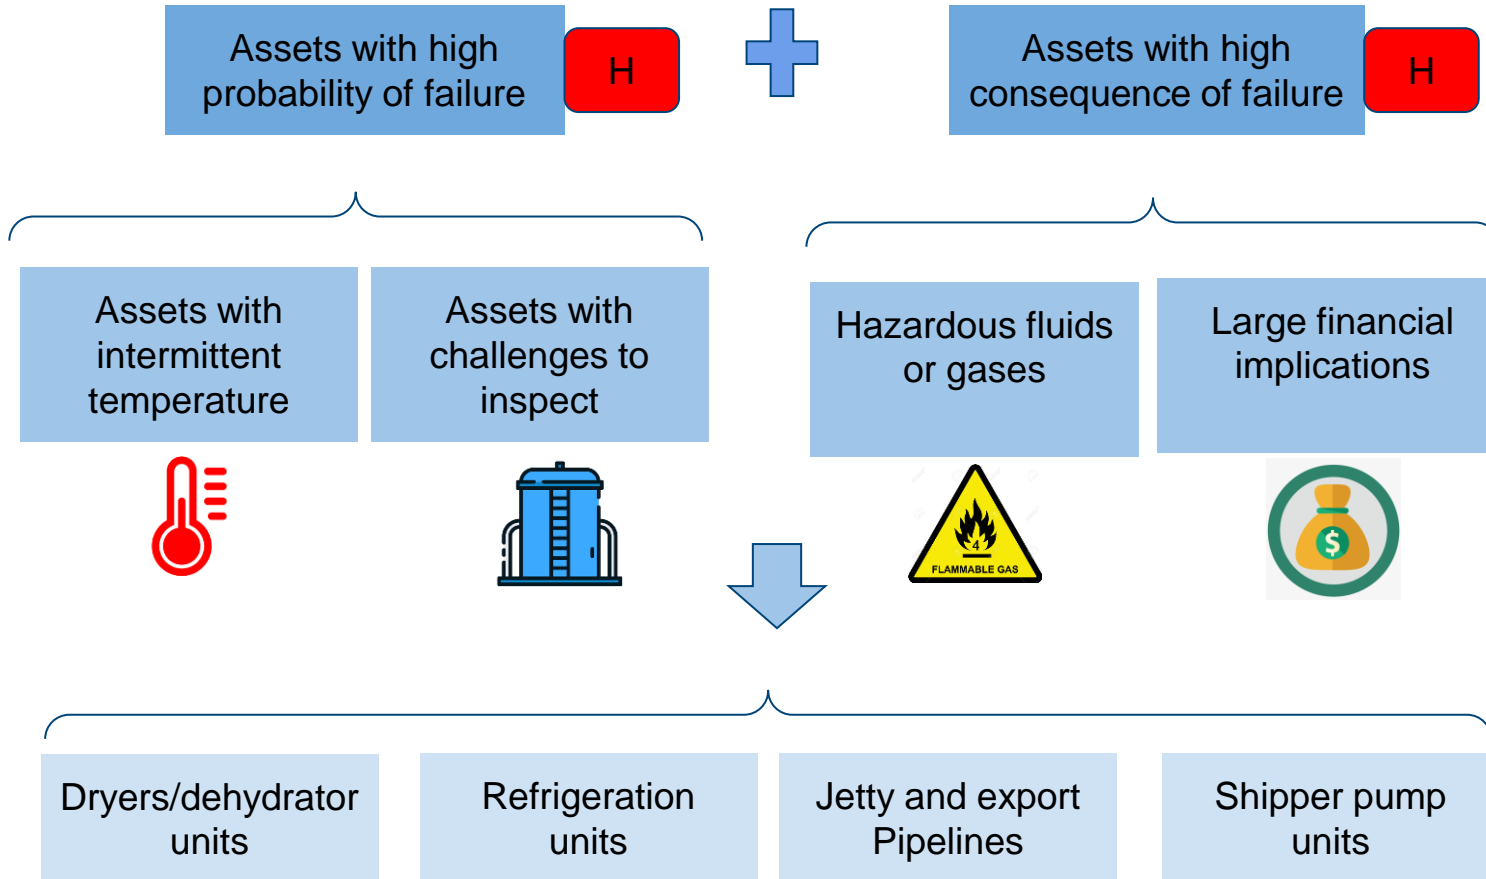 Assets with high
probability of failure
H
Assets with high
consequence of failure
H
Assets with
intermittent
temperature
Assets with
challenges to
inspect
Hazardous fluids
or gases
Large financial
implications
4
FLAMMABLE GAS
$
Dryers/dehydrator
units
Refrigeration
units
Jetty and export
Pipelines
Shipper pump
units